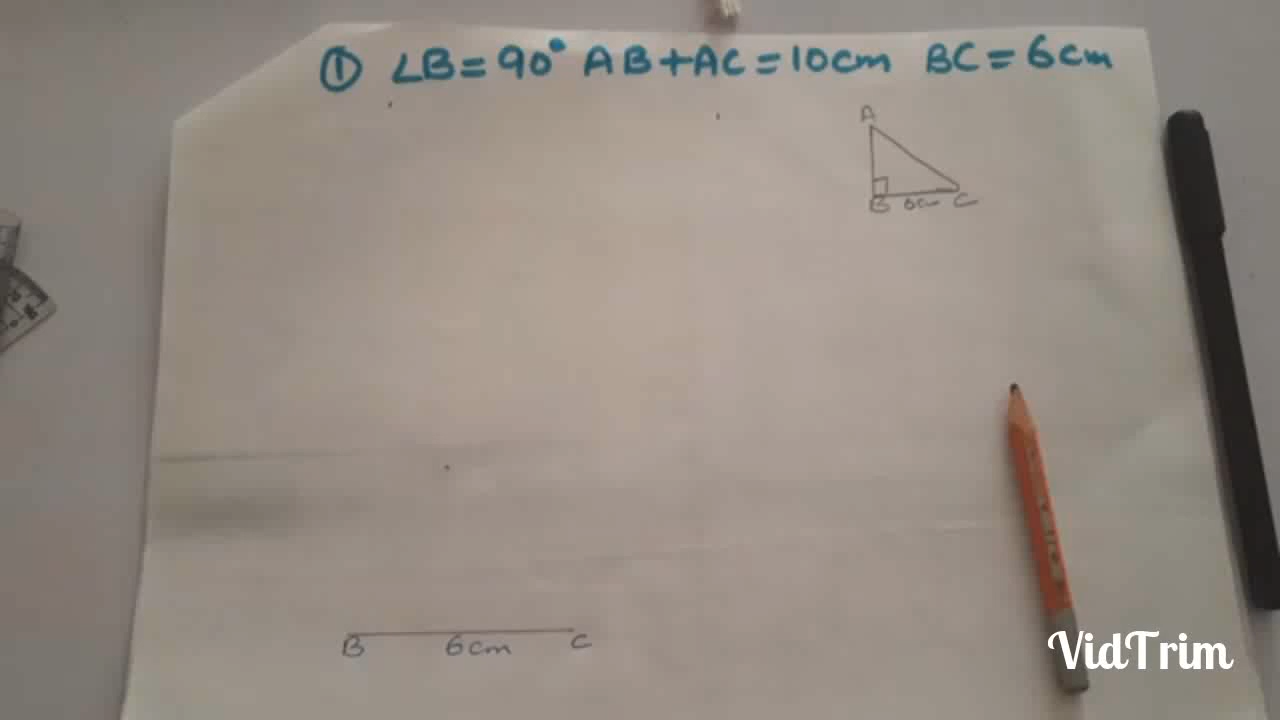 ① ∠B = 90° AB + AC = 10cm BC = 6cm
A
B 6cm C
B 6cm C
VidTrim